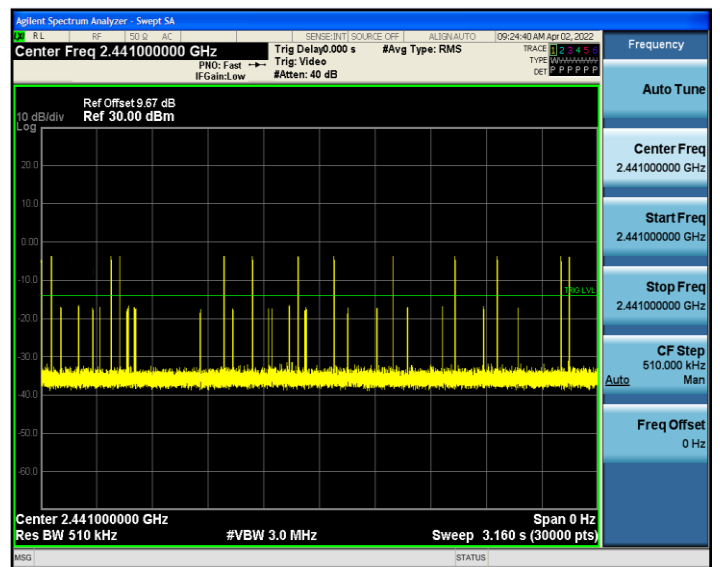 Agilent Spectrum Analyzer - Swept SA
LXI RL RF 50 Ω AC SENSE:INT SOURCE OFF ALIGNAUTO 09:24:40 AM Apr 02, 2022
Center Freq 2.441000000 GHz
PNO: Fast
IFGain:Low
Trig Delay0.000 s
Trig: Video
#Atten: 40 dB
#Avg Type: RMS
TRACE 1 2 3 4 5 6
TYPE WWWWWW
DET P P P P P P
Frequency
Auto Tune
Center Freq
2.441000000 GHz
Start Freq
2.441000000 GHz
Stop Freq
2.441000000 GHz
CF Step
510.000 kHz
Auto Man
Freq Offset
0 Hz
Ref Offset 9.67 dB
10 dB/div Ref 30.00 dBm
Log
20.0
10.0
0.00
-10.0
TRIG LVL
-20.0
-30.0
-40.0
-50.0
-60.0
Center 2.441000000 GHz Span 0 Hz
Res BW 510 kHz #VBW 3.0 MHz Sweep 3.160 s (30000 pts)
MSG STATUS